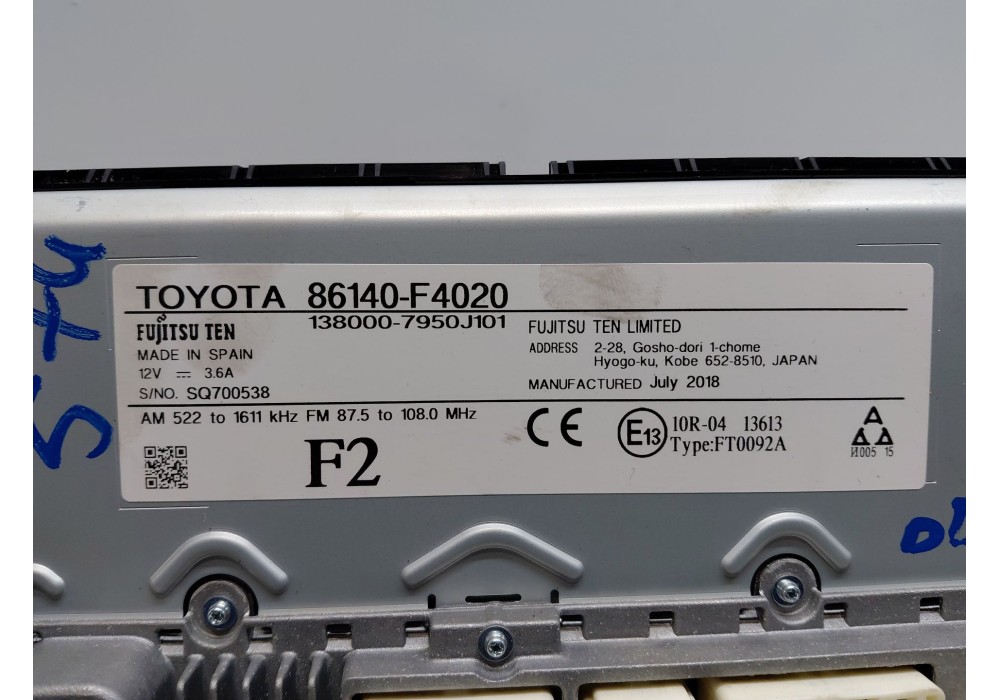 TOYOTA 86140-F4020
138000-7950J101
FUJITSU TEN
MADE IN SPAIN
12V ⎓ 3.6A
S/NO. SQ700538
FUJITSU TEN LIMITED
ADDRESS 2-28, Gosho-dori 1-chome
Hyogo-ku, Kobe 652-8510, JAPAN
MANUFACTURED July 2018
AM 522 to 1611 kHz FM 87.5 to 108.0 MHz
F2
CE
E13
10R-04 13613
Type:FT0092A
И005 15